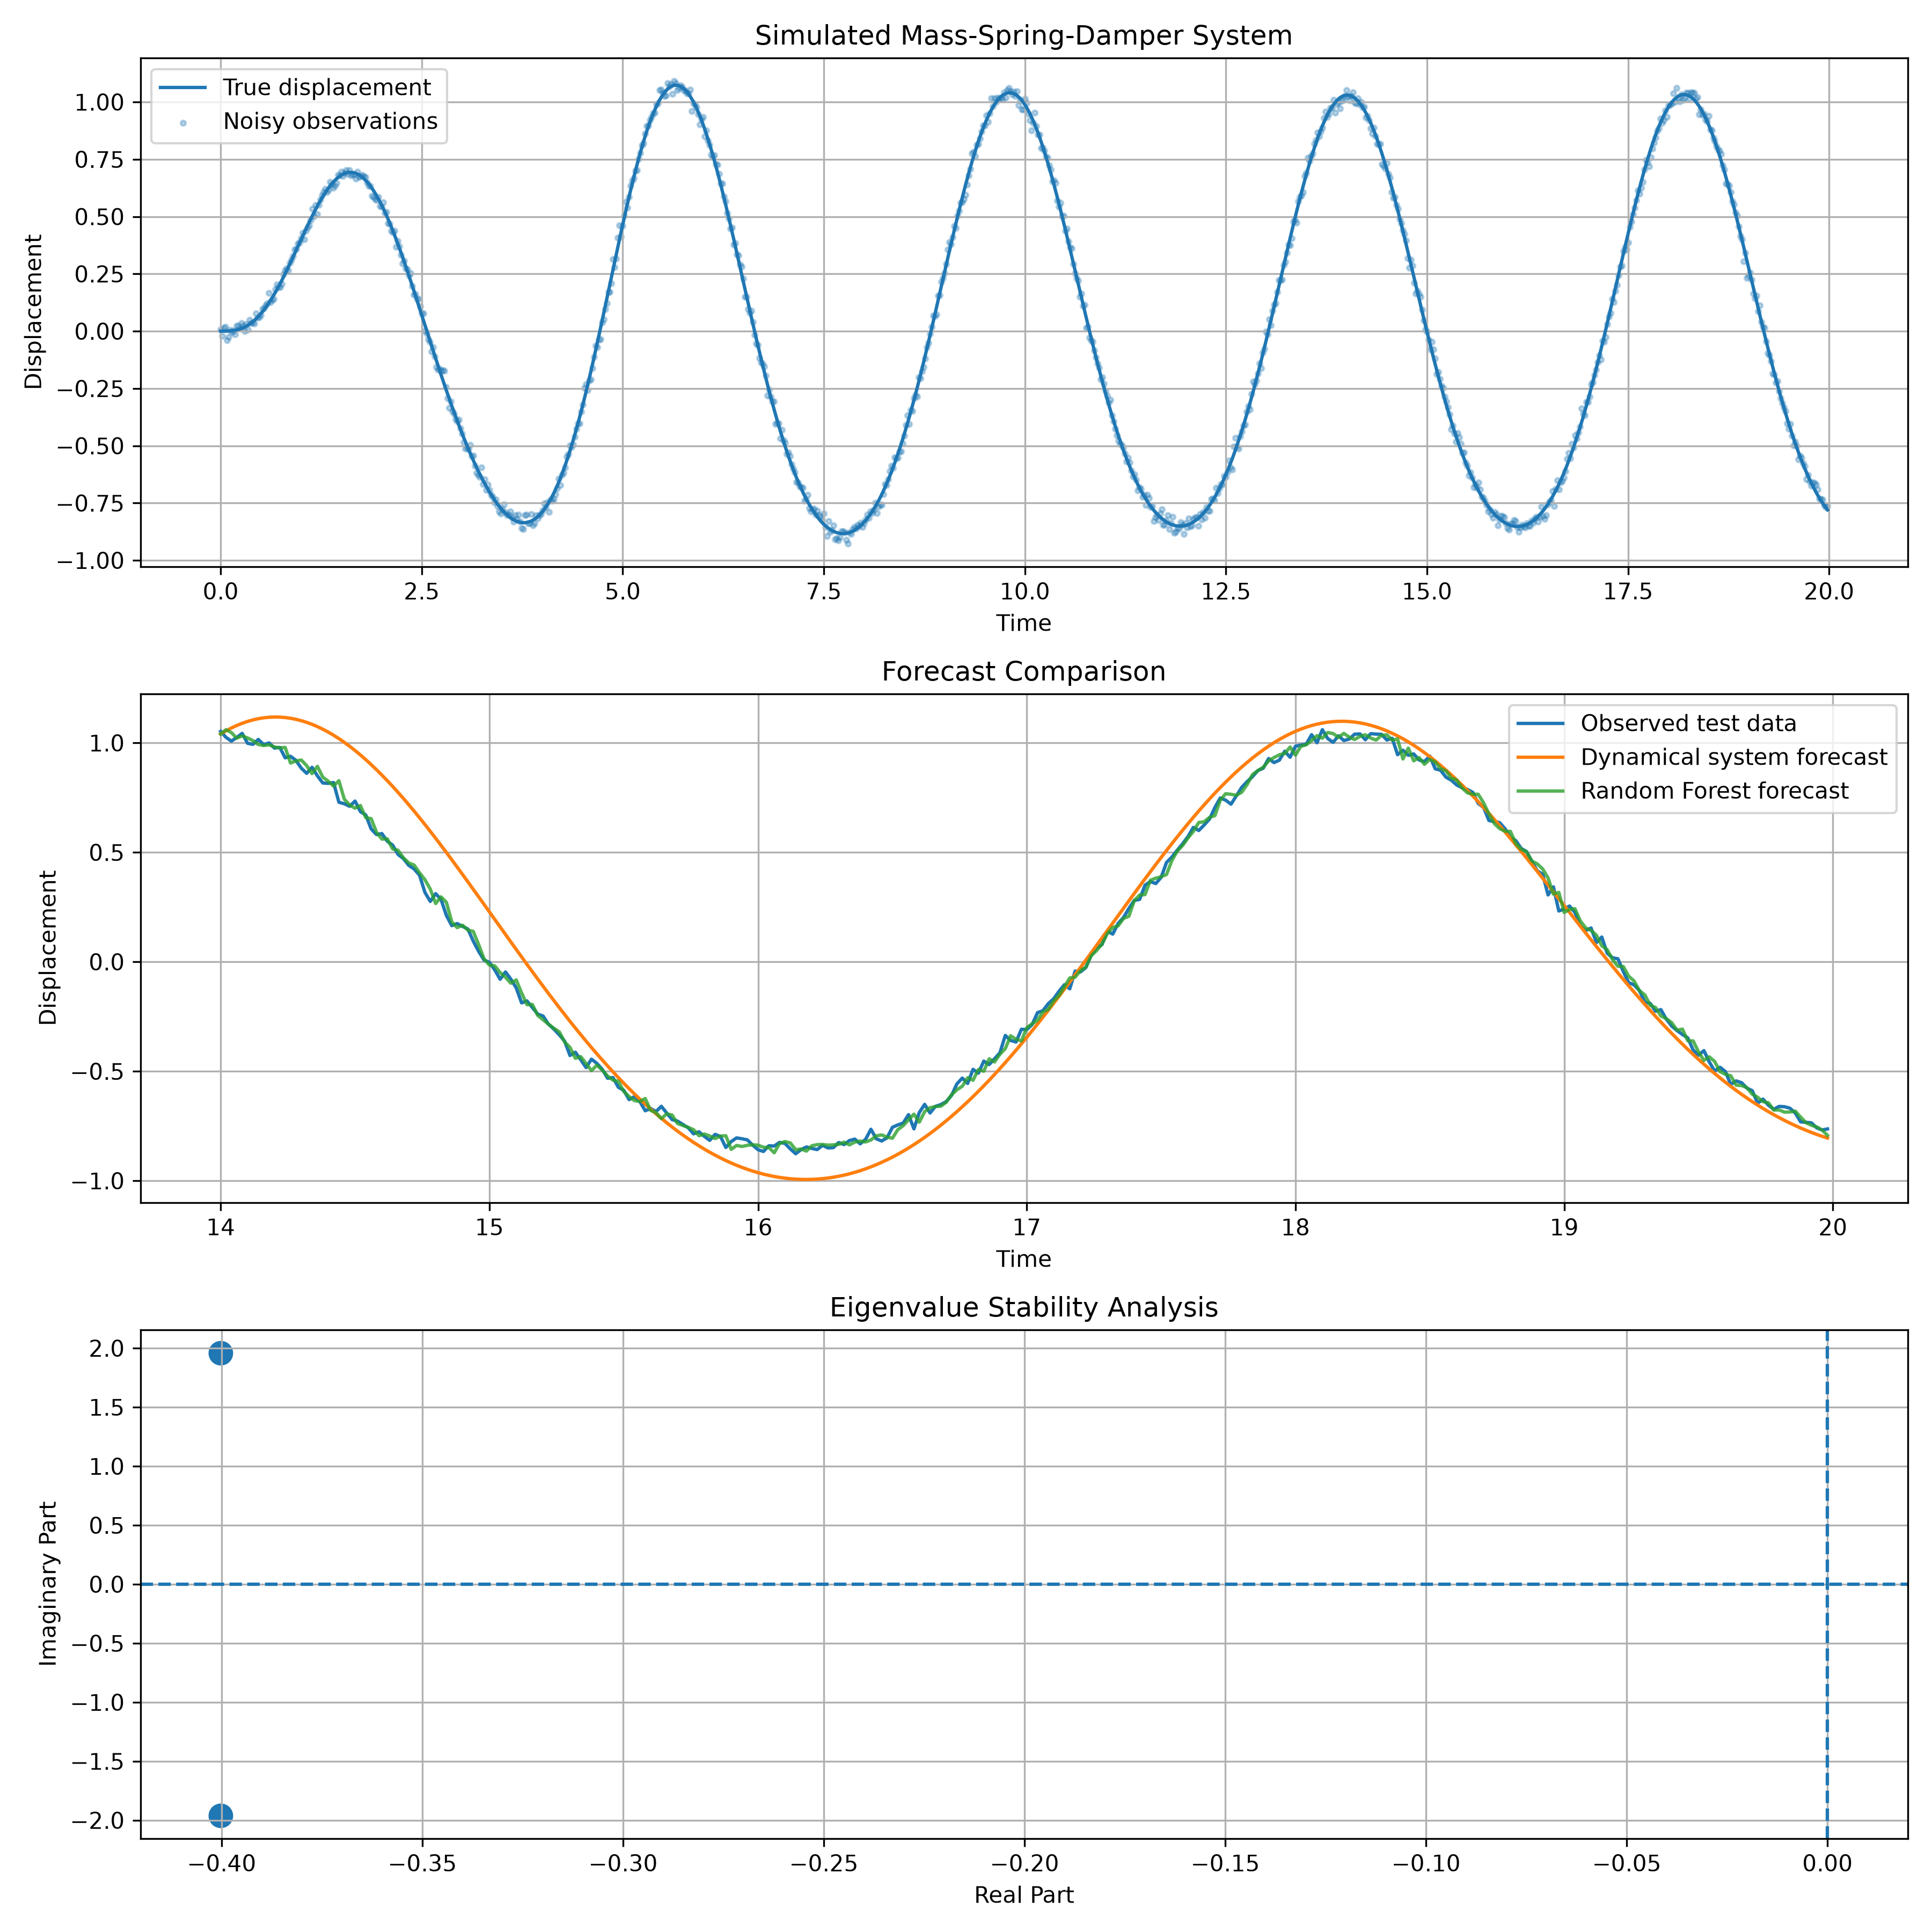 Simulated Mass-Spring-Damper System
True displacement
Noisy observations
Displacement
1.00
0.75
0.50
0.25
0.00
−0.25
−0.50
−0.75
−1.00
0.0 2.5 5.0 7.5 10.0 12.5 15.0 17.5 20.0
Time
Forecast Comparison
Observed test data
Dynamical system forecast
Random Forest forecast
Displacement
1.0
0.5
0.0
−0.5
−1.0
14 15 16 17 18 19 20
Time
Eigenvalue Stability Analysis
Imaginary Part
2.0
1.5
1.0
0.5
0.0
−0.5
−1.0
−1.5
−2.0
−0.40 −0.35 −0.30 −0.25 −0.20 −0.15 −0.10 −0.05 0.00
Real Part